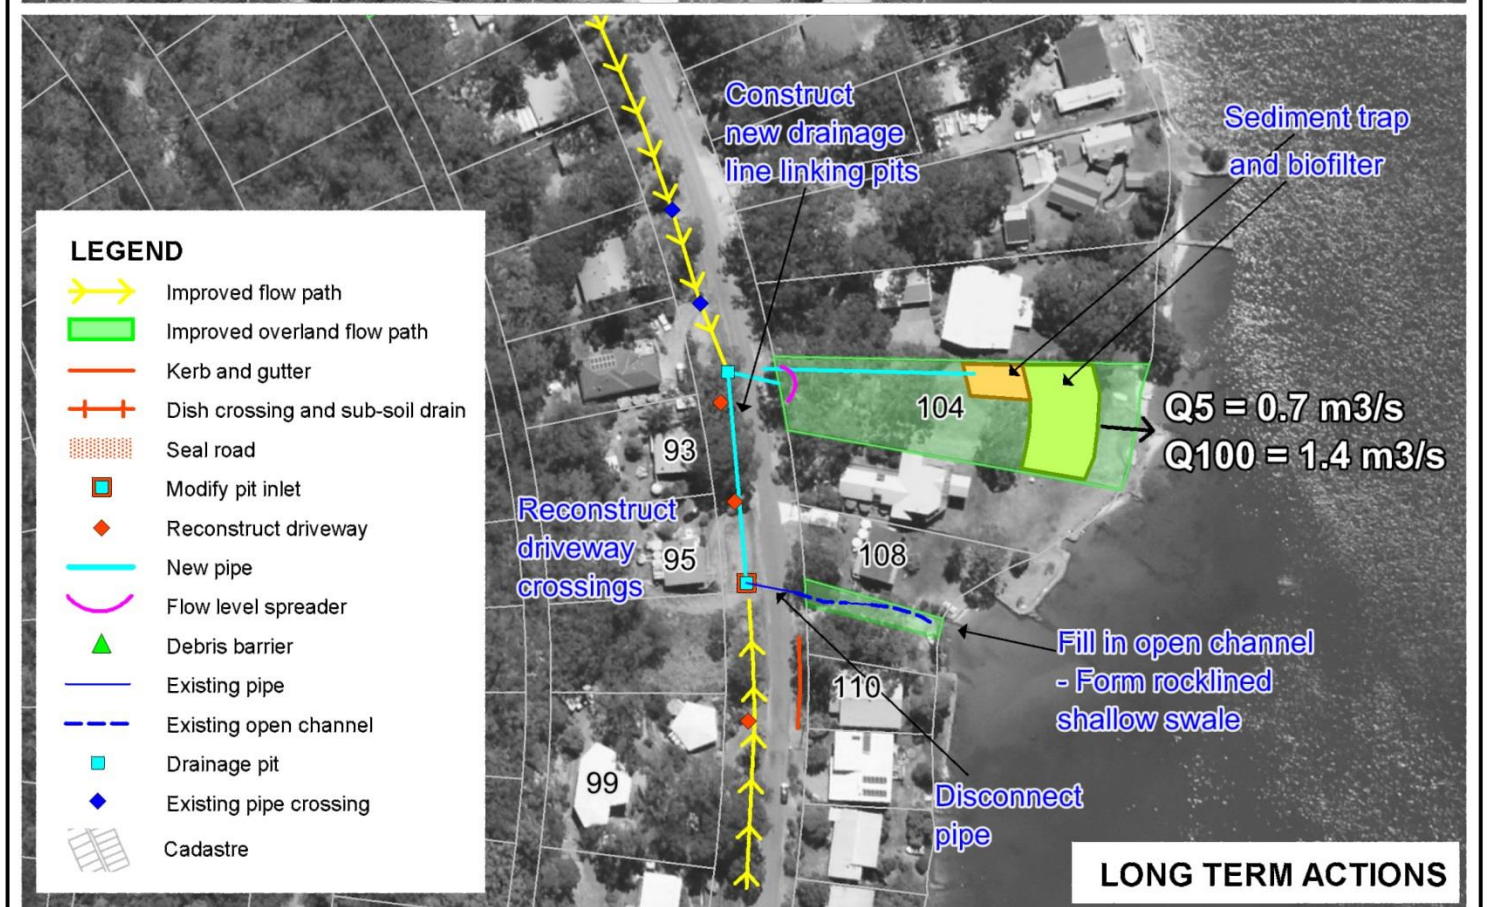 Construct
new drainage
line linking pits
Sediment trap
and biofilter
LEGEND
Improved flow path
Improved overland flow path
Kerb and gutter
Dish crossing and sub-soil drain
Seal road
Modify pit inlet
Reconstruct driveway
New pipe
Flow level spreader
Debris barrier
Existing pipe
Existing open channel
Drainage pit
Existing pipe crossing
Cadastre
104
Q5 = 0.7 m3/s
Q100 = 1.4 m3/s
93
Reconstruct
driveway
crossings
95
108
Fill in open channel
- Form rocklined
shallow swale
110
99
Disconnect
pipe
LONG TERM ACTIONS